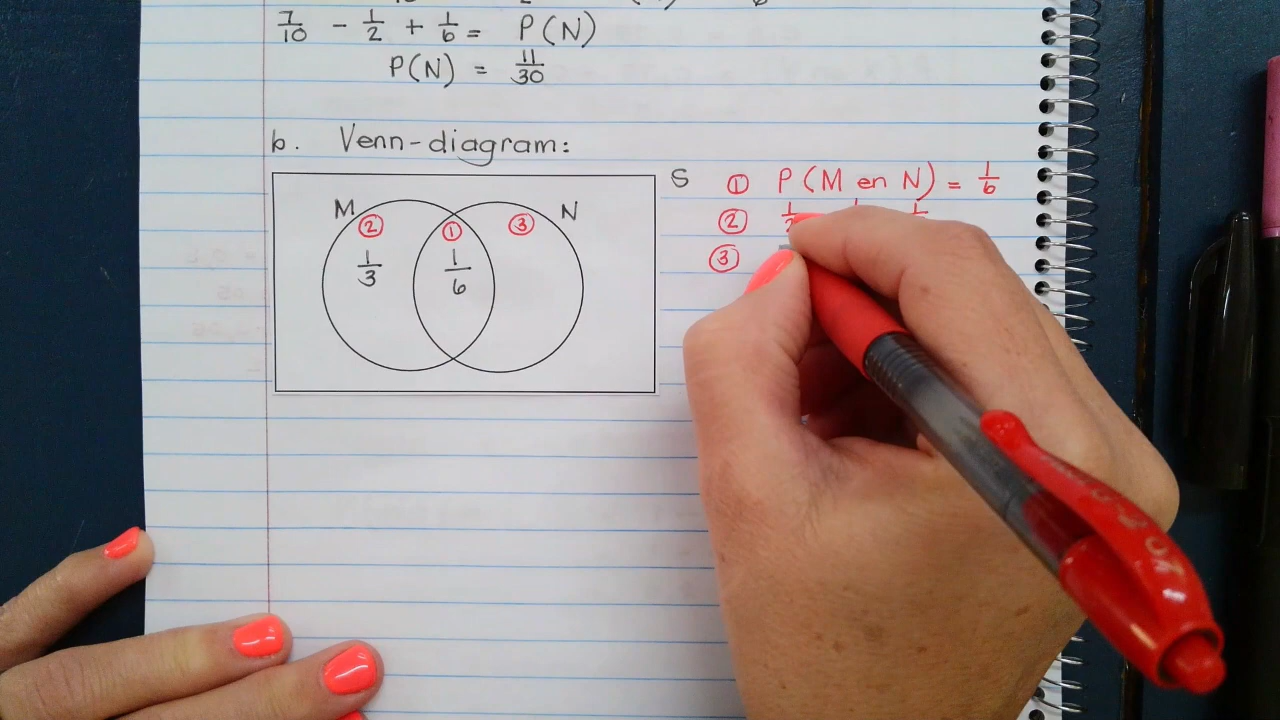 7/10 - 1/2 + 1/6 = P(N)
P(N) = 11/30
b. Venn-diagram:
S
M
N
② ① ③
1/3 1/6
① P(M en N) = 1/6
②
③